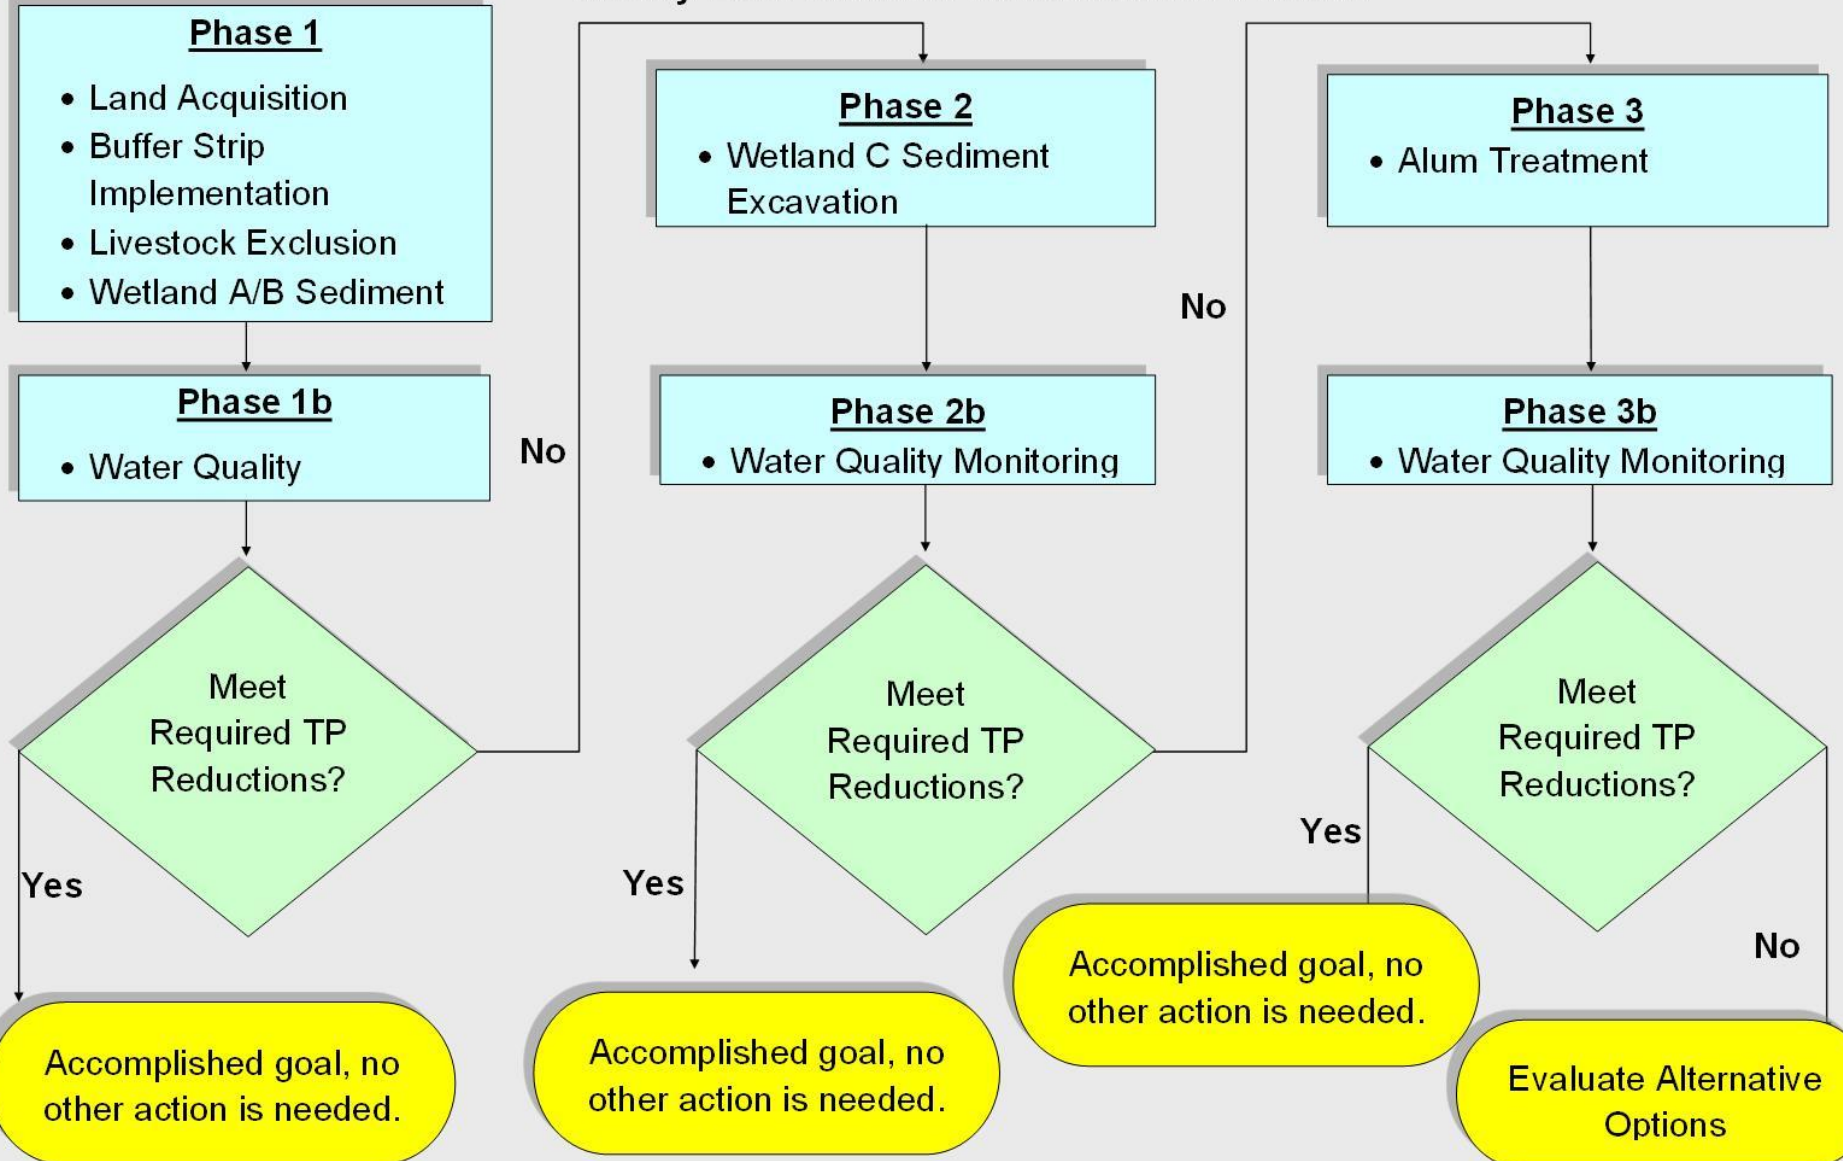 Phase 1
• Land Acquisition
• Buffer Strip
Implementation
• Livestock Exclusion
• Wetland A/B Sediment
Phase 1b
• Water Quality
Meet
Required TP
Reductions?
Yes
Accomplished goal, no
other action is needed.
No
Phase 2
• Wetland C Sediment
Excavation
Phase 2b
• Water Quality Monitoring
Meet
Required TP
Reductions?
Yes
Accomplished goal, no
other action is needed.
No
Phase 3
• Alum Treatment
Phase 3b
• Water Quality Monitoring
Meet
Required TP
Reductions?
Yes
Accomplished goal, no
other action is needed.
No
Evaluate Alternative
Options